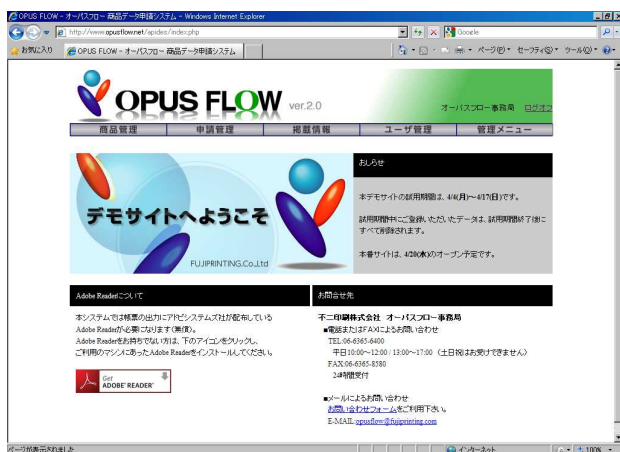 OPUS FLOW - オーパスフロー 商品データ申請システム - Windows Internet Explorer
http://www.opusflow.net/apides/index.php
Google
お気に入り
OPUS FLOW - オーパスフロー 商品データ申請システム
ページ(P)
セーフティ(S)
ツール(O)
OPUS FLOW ver.2.0
オーパスフロー事務局 ログオフ
商品管理 申請管理 掲載情報 ユーザ管理 管理メニュー
デモサイトへようこそ
FUJIPRINTING.Co.,Ltd
おしらせ
本デモサイトの試用期間は、4/4(月)~4/17(日)です。
試用期間中にご登録いただいたデータは、試用期間終了後に
すべて削除されます。
本番サイトは、4/20(水)のオープン予定です。
Adobe Readerについて
本システムでは帳票の出力にアドビシステムズ社が配布している
Adobe Readerが必要になります(無償)。
Adobe Readerをお持ちでない方は、下のアイコンをクリックし、
ご利用のマシンにあったAdobe Readerをインストールしてください。
Get
ADOBE® READER®
お問合せ先
不二印刷株式会社 オーパスフロー事務局
■電話またはFAXによるお問い合わせ
TEL:06-6365-6400
平日10:00~12:00 / 13:00~17:00 (土日祝はお受けできません)
FAX:06-6365-8580
24時間受付
■メールによるお問い合わせ
お問い合わせフォームをご利用下さい。
E-MAIL:opusflow@fujiprinting.com
ページが表示されました
インターネット
100%